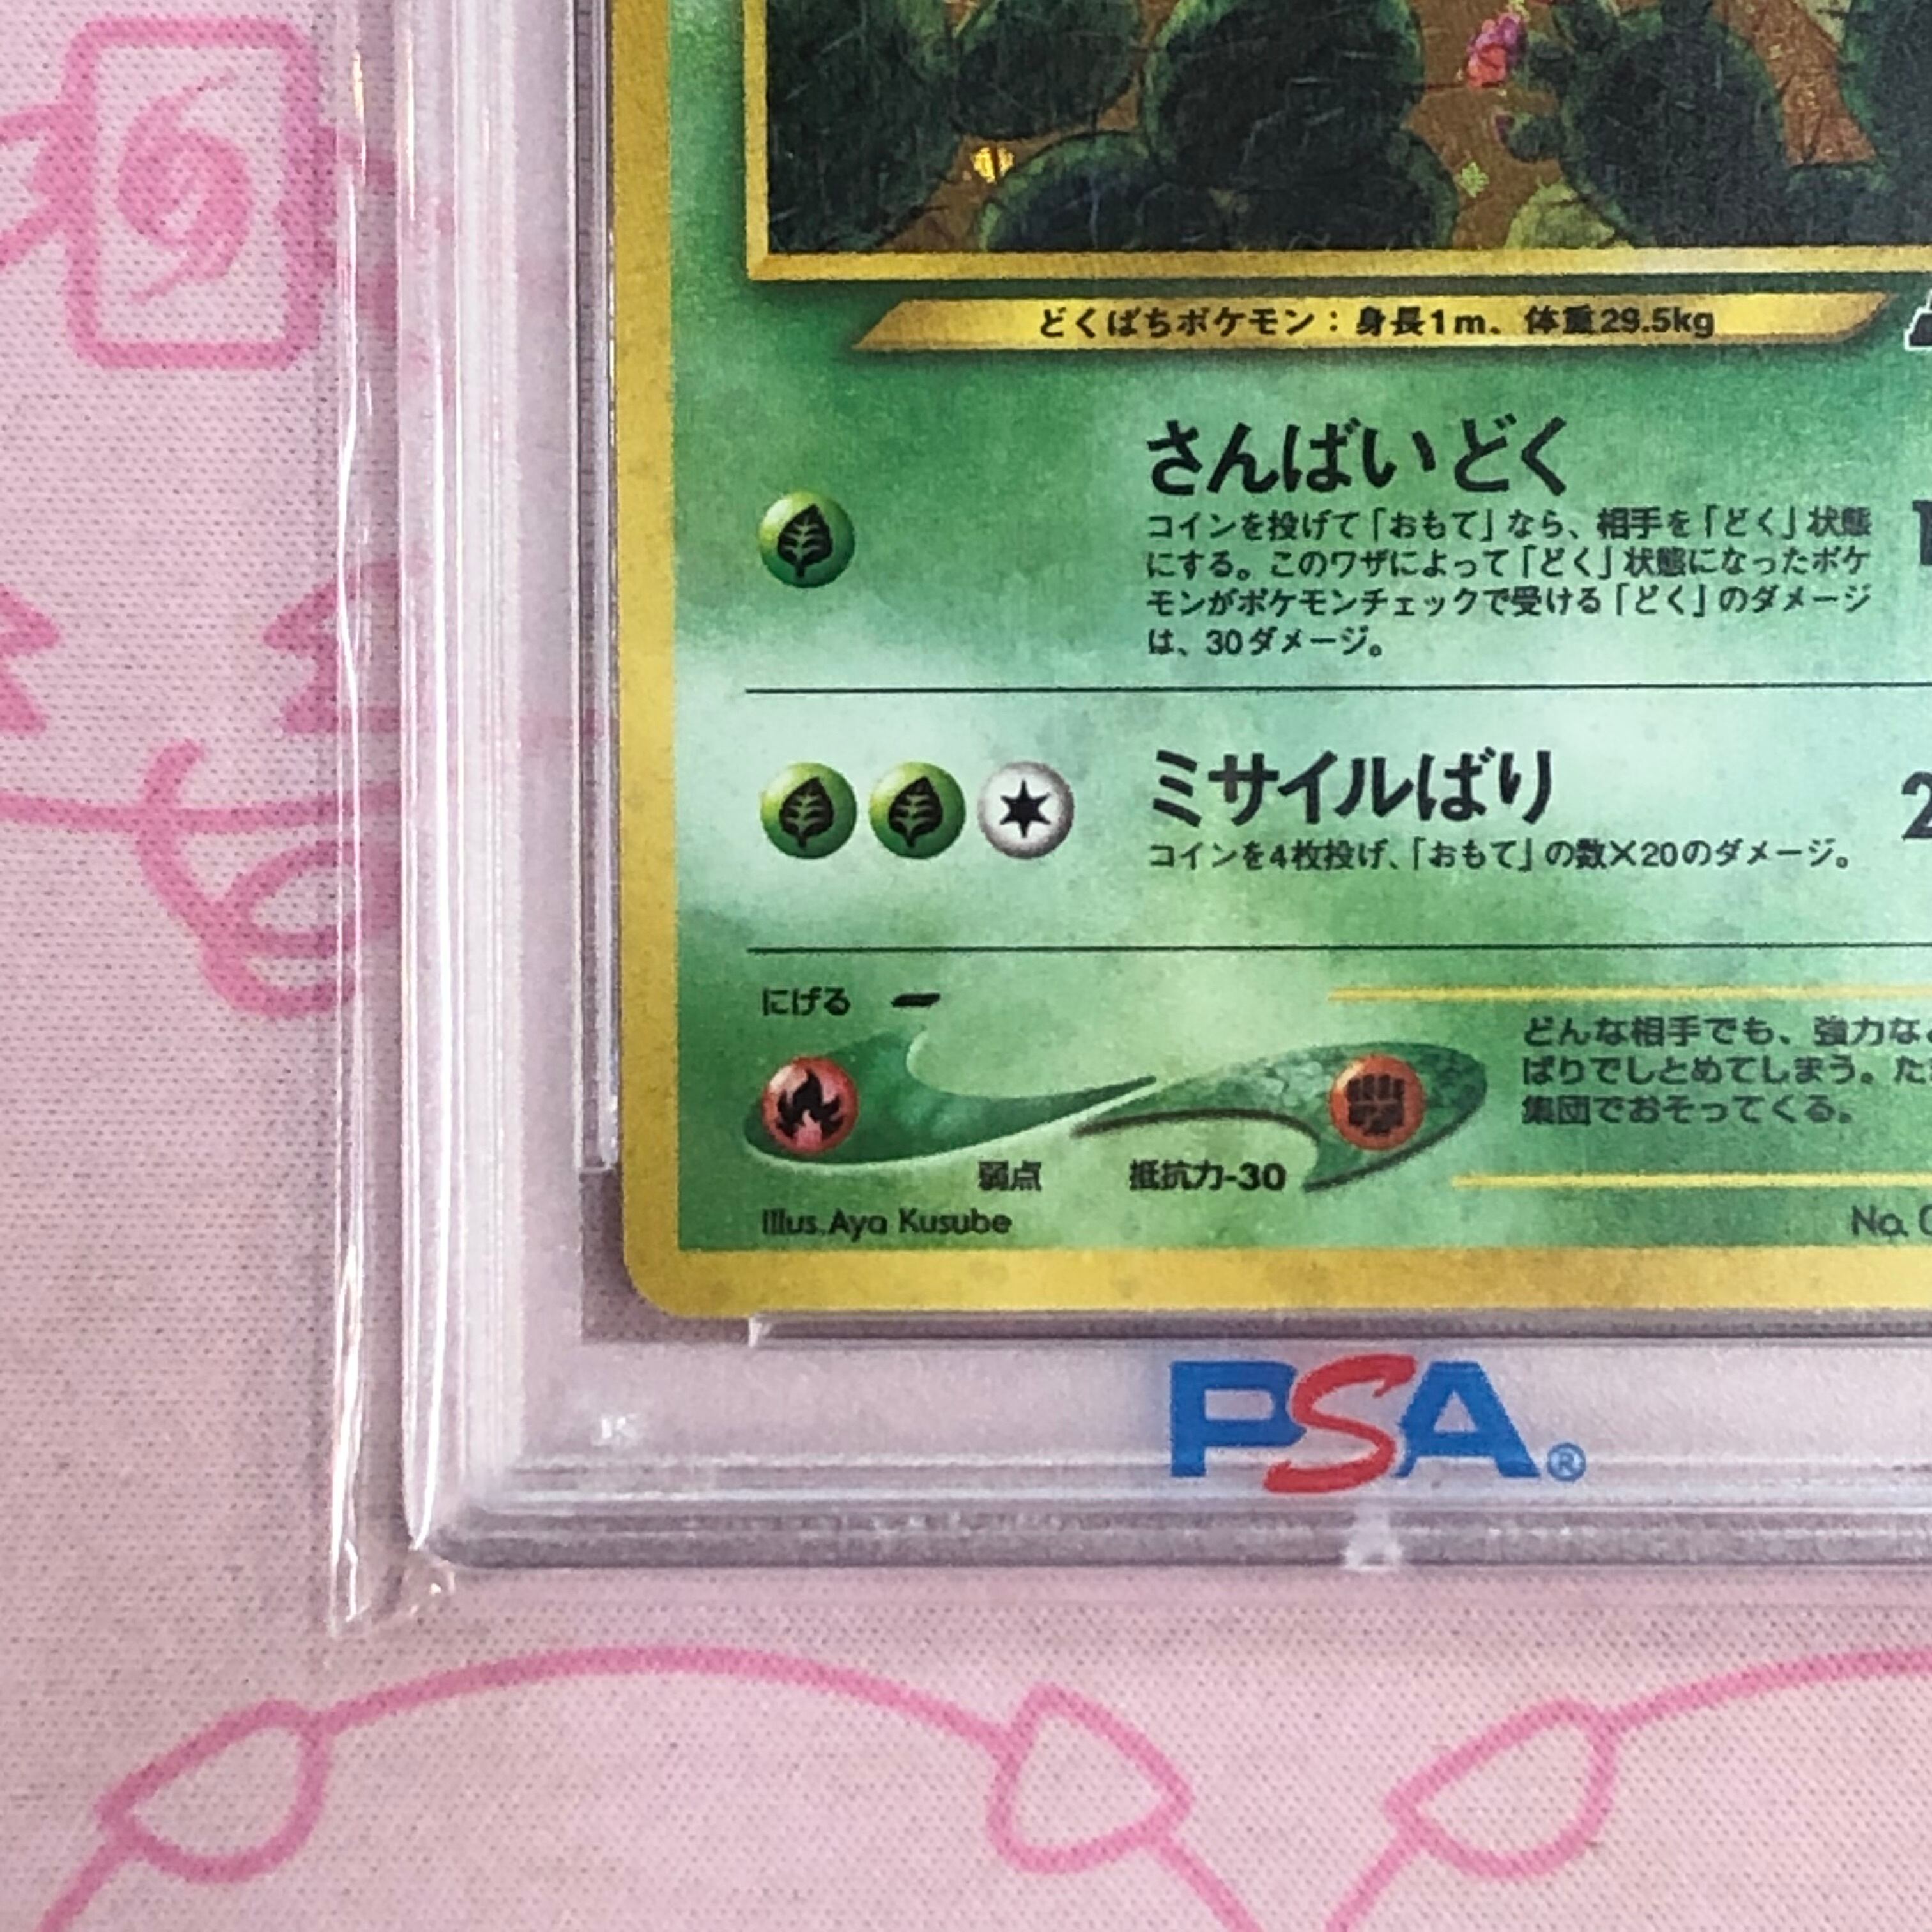 どくばちポケモン：身長1m、体重29.5kg
さんばいどく
コインを投げて「おもて」なら、相手を「どく」状態
にする。このワザによって「どく」状態になったポケ
モンがポケモンチェックで受ける「どく」のダメージ
は、30ダメージ。
ミサイルばり
2
コインを4枚投げ、「おもて」の数×20のダメージ。
にげる
どんな相手でも、強力な
ばりでしとめてしまう。た
集団でおそってくる。
弱点 抵抗力-30
Illus.Aya Kusube
No.
PSA®